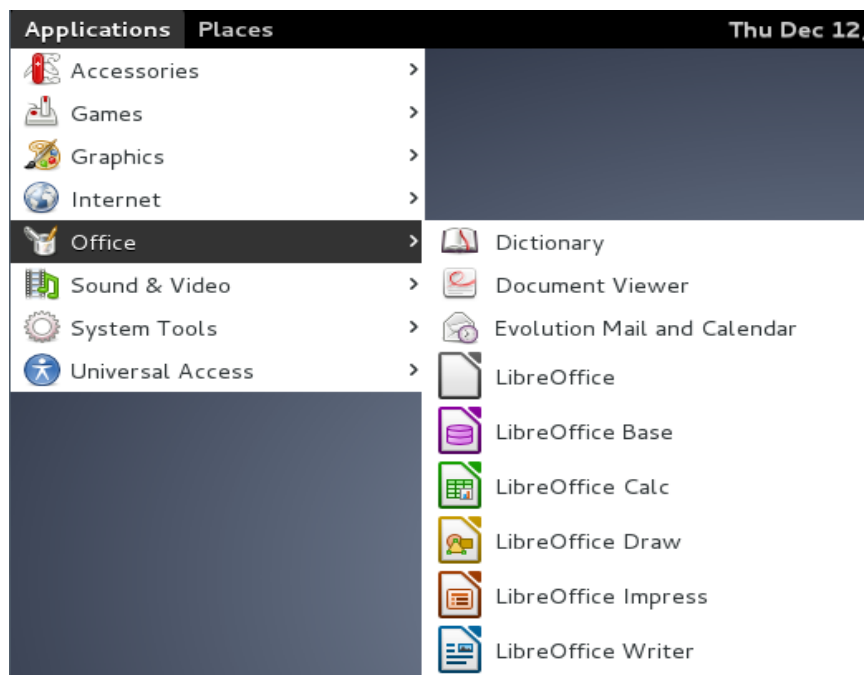 Applications Places Thu Dec 12,
Accessories
Games
Graphics
Internet
Office
Sound & Video
System Tools
Universal Access
Dictionary
Document Viewer
Evolution Mail and Calendar
LibreOffice
LibreOffice Base
LibreOffice Calc
LibreOffice Draw
LibreOffice Impress
LibreOffice Writer